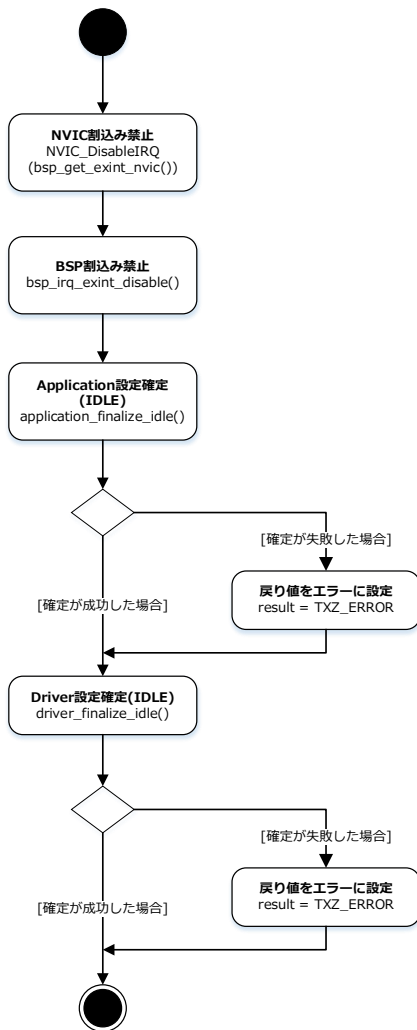 NVIC割込み禁止
NVIC_DisableIRQ
(bsp_get_exint_nvic())
BSP割込み禁止
bsp_irq_exint_disable()
Application設定確定
(IDLE)
application_finalize_idle()
[確定が失敗した場合]
戻り値をエラーに設定
result = TXZ_ERROR
[確定が成功した場合]
Driver設定確定(IDLE)
driver_finalize_idle()
[確定が失敗した場合]
戻り値をエラーに設定
result = TXZ_ERROR
[確定が成功した場合]